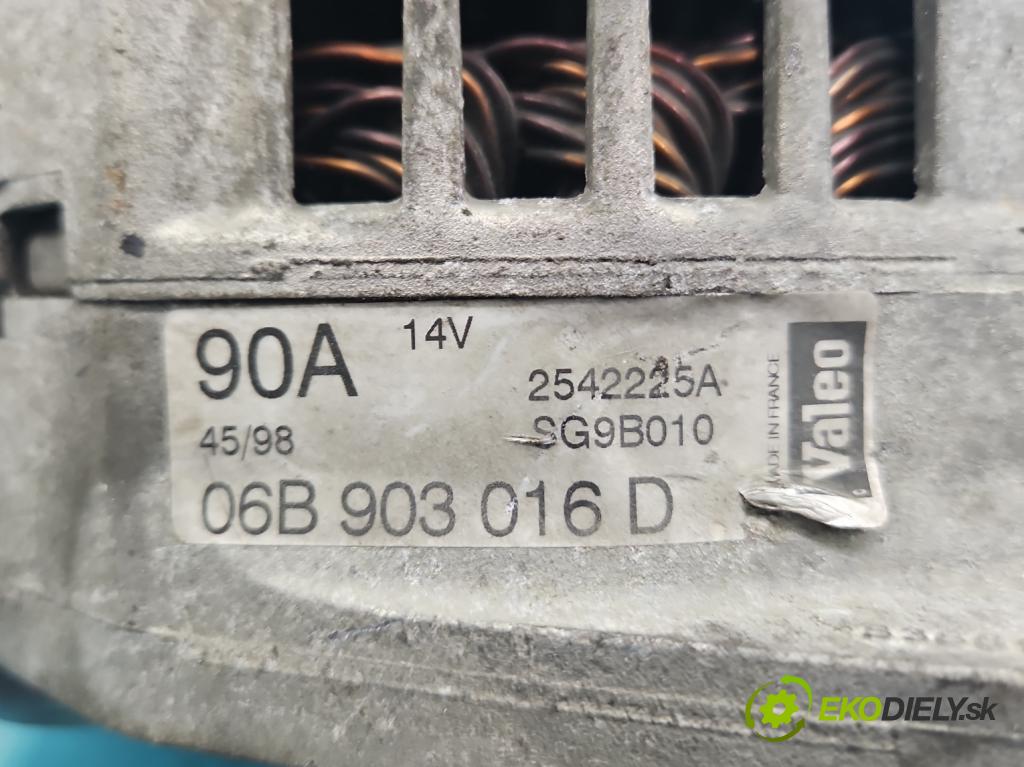 90A 14V
2542225A
45/98 SG9B010
06B 903 016 D
MADE IN FRANCE
Valeo
EKODIELY.sk